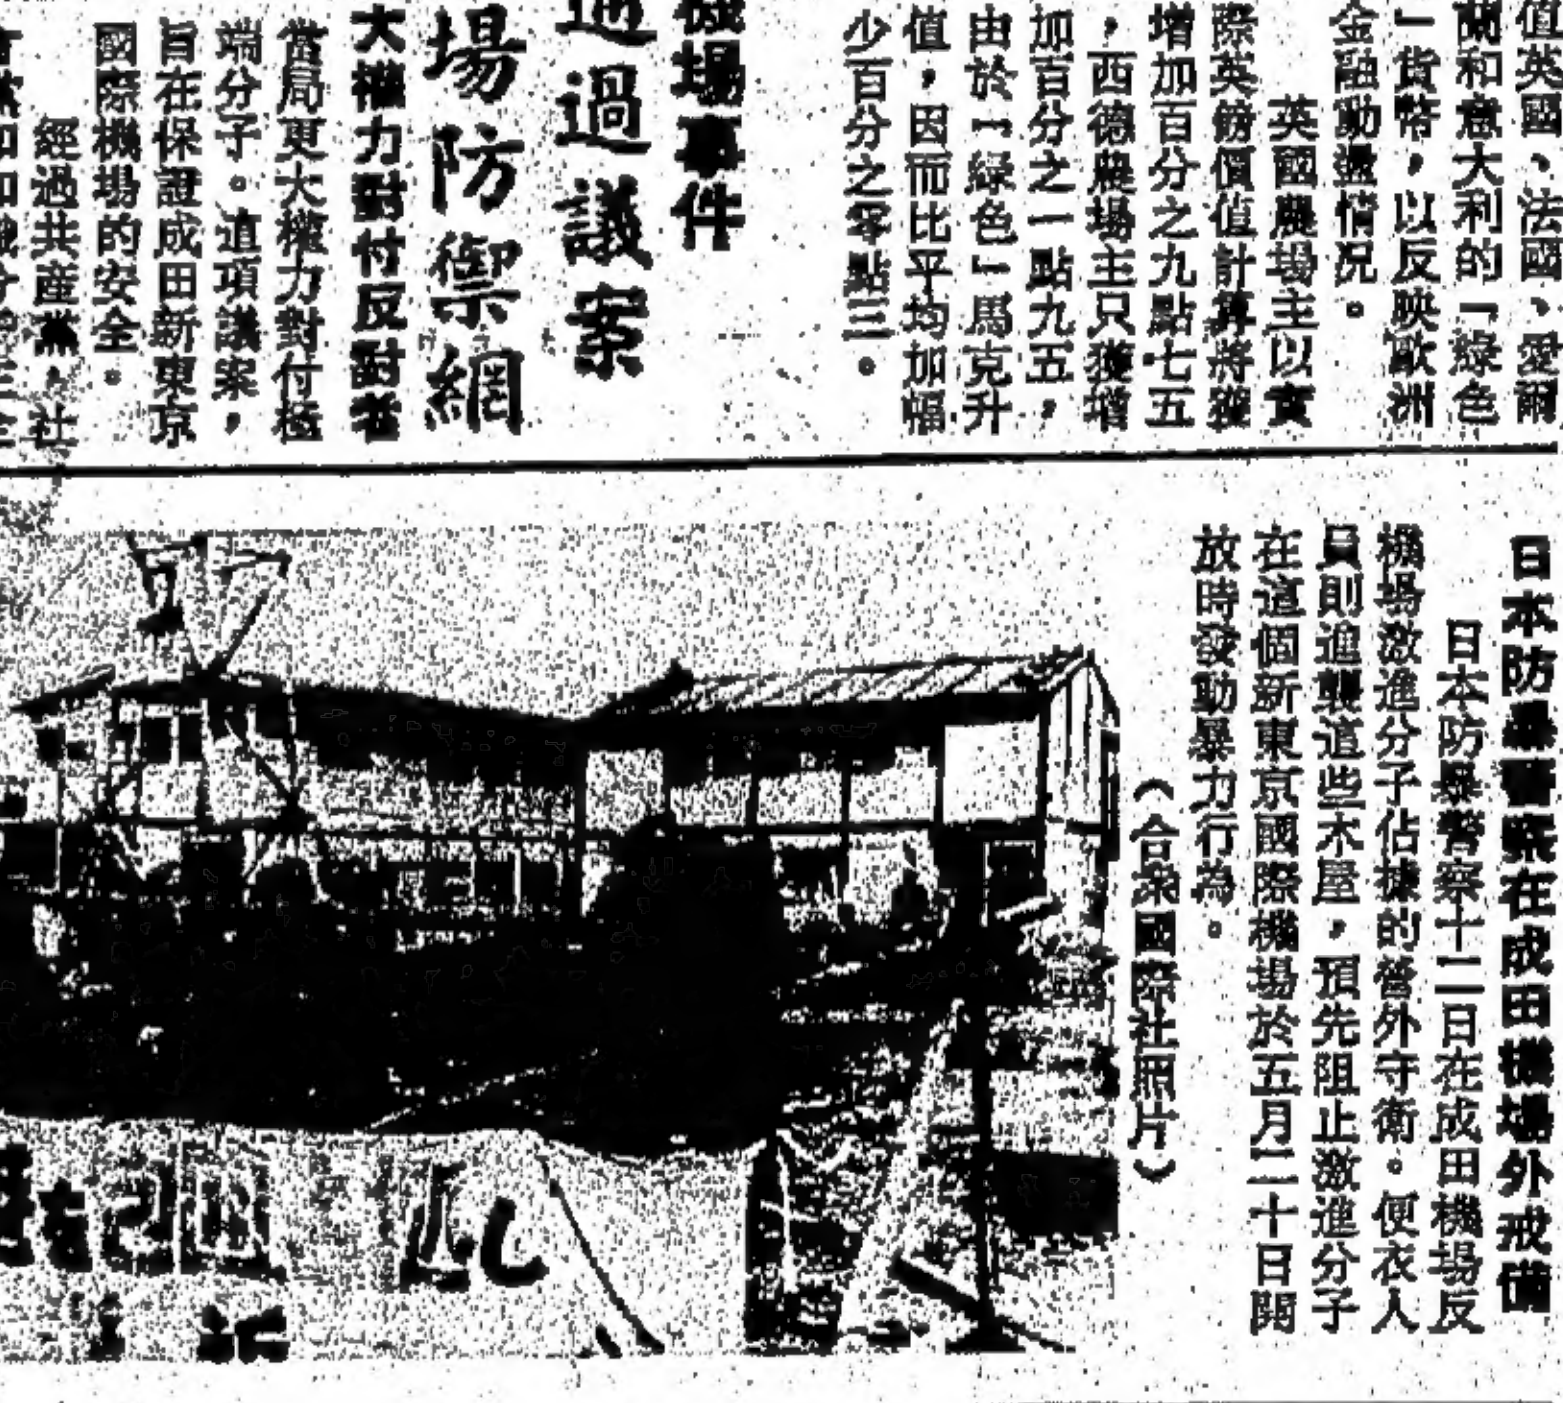 值英國、法國、愛爾
蘭和意大利的「綠色
」貨幣，以反映歐洲
金融動盪情况。
英國農場主以實
際英鎊價值計算將獲
增加百分之九點七五
，西德農場主只獲增
加百分之一點九五，
由於「綠色」馬克升
值，因而比平均加幅
少百分之零點三。
機場事件
過議案
場防禦網
大權力對付反對者
當局更大權力對付極
端分子。這項議案，
旨在保證成田新東京
國際機場的安全。
經過共產黨，社
日本防暴警察在成田機場外戒備
日本防暴警察十二日在成田機場反
機場激進分子佔據的營外守衛。便衣人
員則進襲這些木屋，預先阻止激進分子
在這個新東京國際機場於五月二十日開
放時發動暴力行為。
（合衆國際社照片）